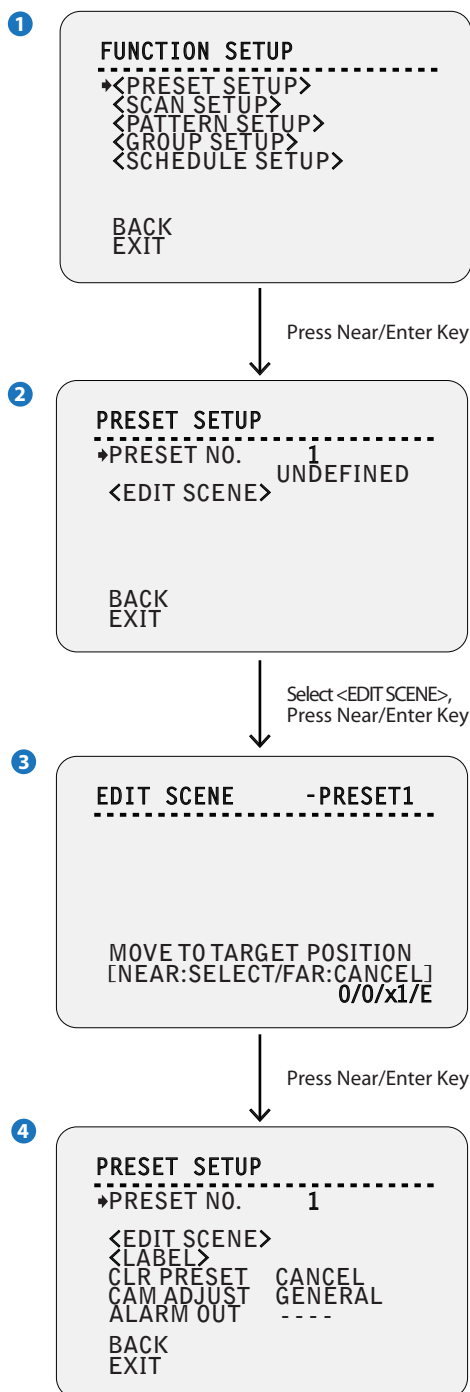 1
FUNCTION SETUP
<PRESET SETUP>
<SCAN SETUP>
<PATTERN SETUP>
<GROUP SETUP>
<SCHEDULE SETUP>
BACK
EXIT
Press Near/Enter Key
2
PRESET SETUP
PRESET NO. 1
UNDEFINED
<EDIT SCENE>
BACK
EXIT
Select <EDIT SCENE>,
Press Near/Enter Key
3
EDIT SCENE -PRESET1
MOVE TO TARGET POSITION
[NEAR:SELECT/FAR:CANCEL]
0/0/x1/E
Press Near/Enter Key
4
PRESET SETUP
PRESET NO. 1
<EDIT SCENE>
<LABEL>
CLR PRESET CANCEL
CAM ADJUST GENERAL
ALARM OUT ----
BACK
EXIT